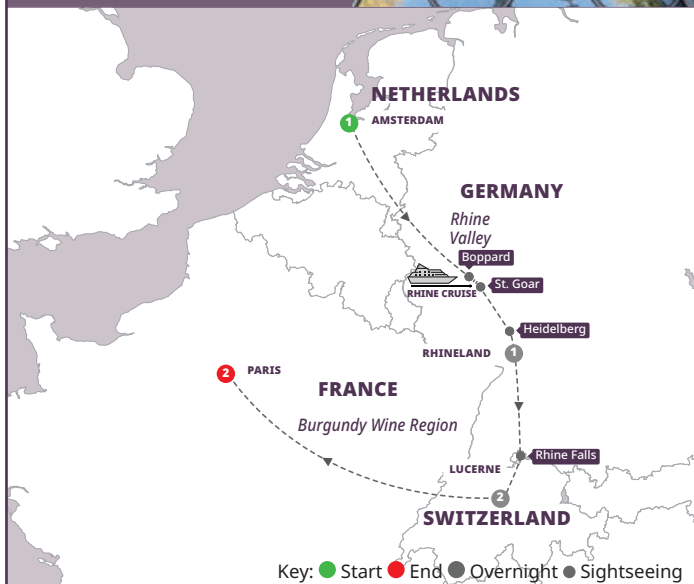 NETHERLANDS
1
AMSTERDAM
GERMANY
Rhine
Valley
Boppard
St. Goar
RHINE CRUISE
Heidelberg
RHINELAND
1
2
PARIS
FRANCE
Burgundy Wine Region
Rhine Falls
LUCERNE
2
SWITZERLAND
Key: Start End Overnight Sightseeing